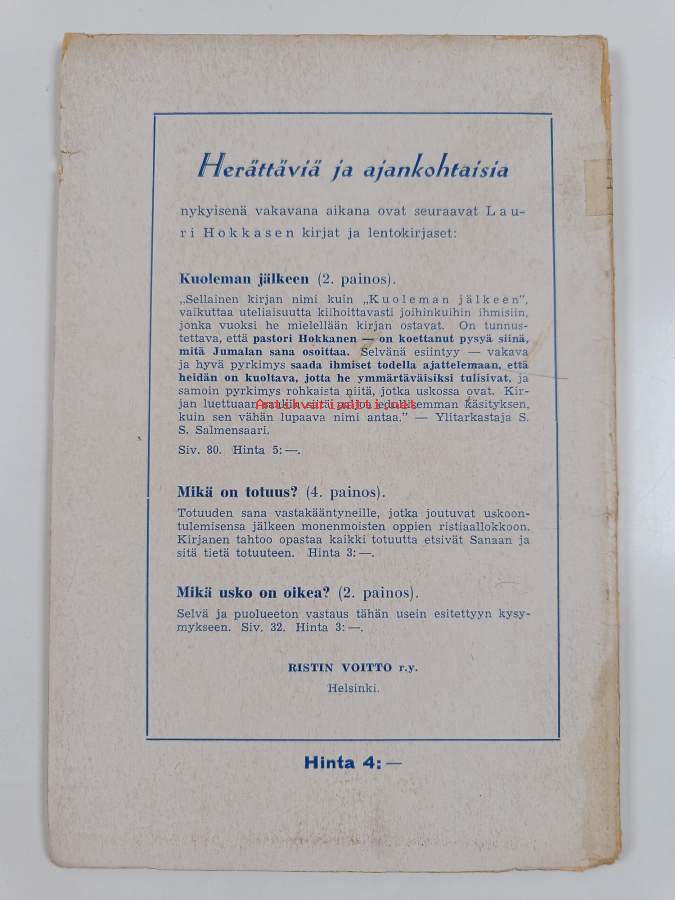 Herättäviä ja ajankohtaisia
nykyisenä vakavana aikana ovat seuraavat Lau-
ri Hokkasen kirjat ja lentokirjaset:
Kuoleman jälkeen (2. painos).
„Sellainen kirjan nimi kuin „Kuoleman jälkeen",
vaikuttaa uteliaisuutta kiihoittavasti joihinkuihin ihmisiin,
jonka vuoksi he mielellään kirjan ostavat. On tunnus-
tettava, että pastori Hokkanen — on koettanut pysyä siinä,
mitä Jumalan sana osoittaa. Selvänä esiintyy — vakava
ja hyvä pyrkimys saada ihmiset todella ajattelemaan, että
heidän on kuoltava, jotta he ymmärtäväisiksi tulisivat, ja
samoin pyrkimys rohkaista niitä, jotka uskossa ovat. Kir-
jan luettuaan
käsityksen,
kuin sen vähän lupaava nimi antaa." — Ylitarkastaja S.
S. Salmensaari.
Siv. 80. Hinta 5:—.
Mikä on totuus? (4. painos).
Totuuden sana vastakääntyneille, jotka joutuvat uskoon-
tulemisensa jälkeen monenmoisten oppien ristiaallokkoon.
Kirjanen tahtoo opastaa kaikki totuutta etsivät Sanaan ja
sitä tietä totuuteen. Hinta 3:—.
Mikä usko on oikea? (2. painos).
Selvä ja puolueeton vastaus tähän usein esitettyyn kysy-
mykseen. Siv. 32. Hinta 3:—.
RISTIN VOITTO r.y.
Helsinki.
Hinta 4:—